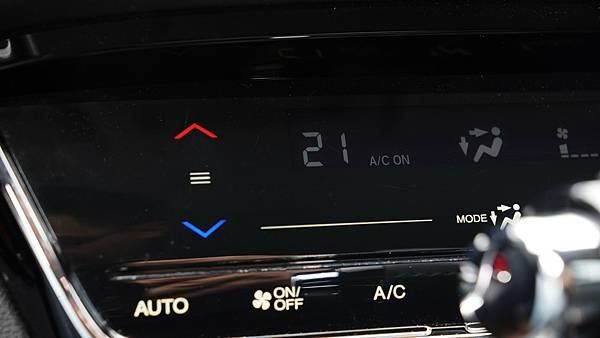 21 A/C ON
MODE
AUTO ON/ A/C
OFF